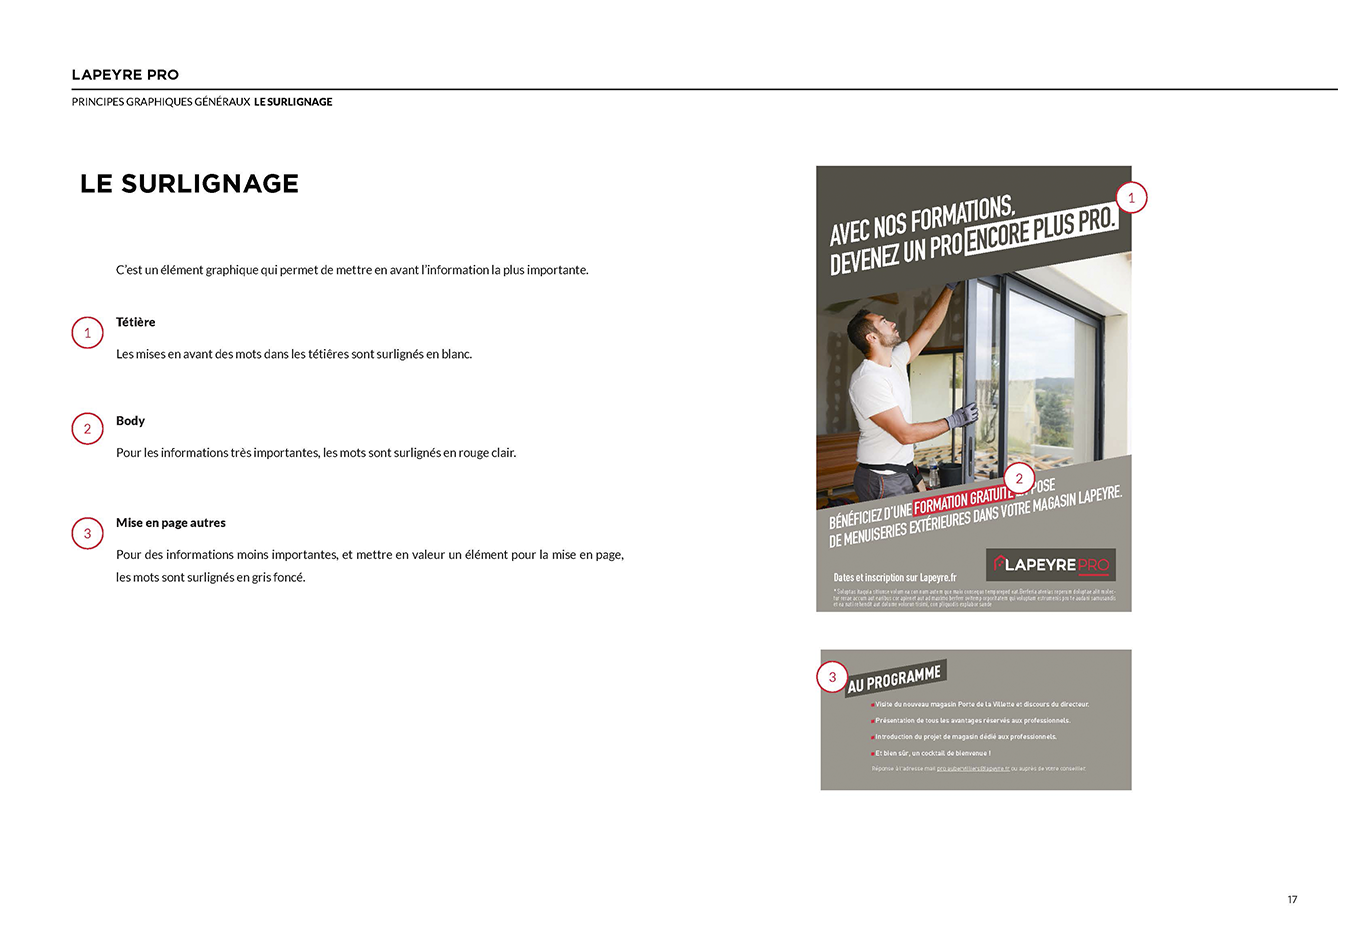 LAPEYRE PRO
PRINCIPES GRAPHIQUES GÉNÉRAUX LE SURLIGNAGE
LE SURLIGNAGE
C'est un élément graphique qui permet de mettre en avant l'information la plus importante.
1
Tétière
Les mises en avant des mots dans les tétiêres sont surlignés en blanc.
2
Body
Pour les informations très importantes, les mots sont surlignés en rouge clair.
3
Mise en page autres
Pour des informations moins importantes, et mettre en valeur un élément pour la mise en page,
les mots sont surlignés en gris foncé.
1
AVEC NOS FORMATIONS,
DEVENEZ UN PRO ENCORE PLUS PRO.
2
BÉNÉFICIEZ D'UNE FORMATION GRATUITE POSE
DE MENUISERIES EXTÉRIEURES DANS VOTRE MAGASIN LAPEYRE.
LAPEYRE PRO
Dates et inscription sur Lapeyre.fr
3
AU PROGRAMME
Visite du nouveau magasin Porte de la Villette et discours du directeur.
Présentation de tous les avantages réservés aux professionnels.
Introduction du projet de magasin dédié aux professionnels.
Et bien sûr, un cocktail de bienvenue !
Réponse à l'adresse mail pro.aubervilliers@lapeyre.fr ou auprès de votre conseiller
17